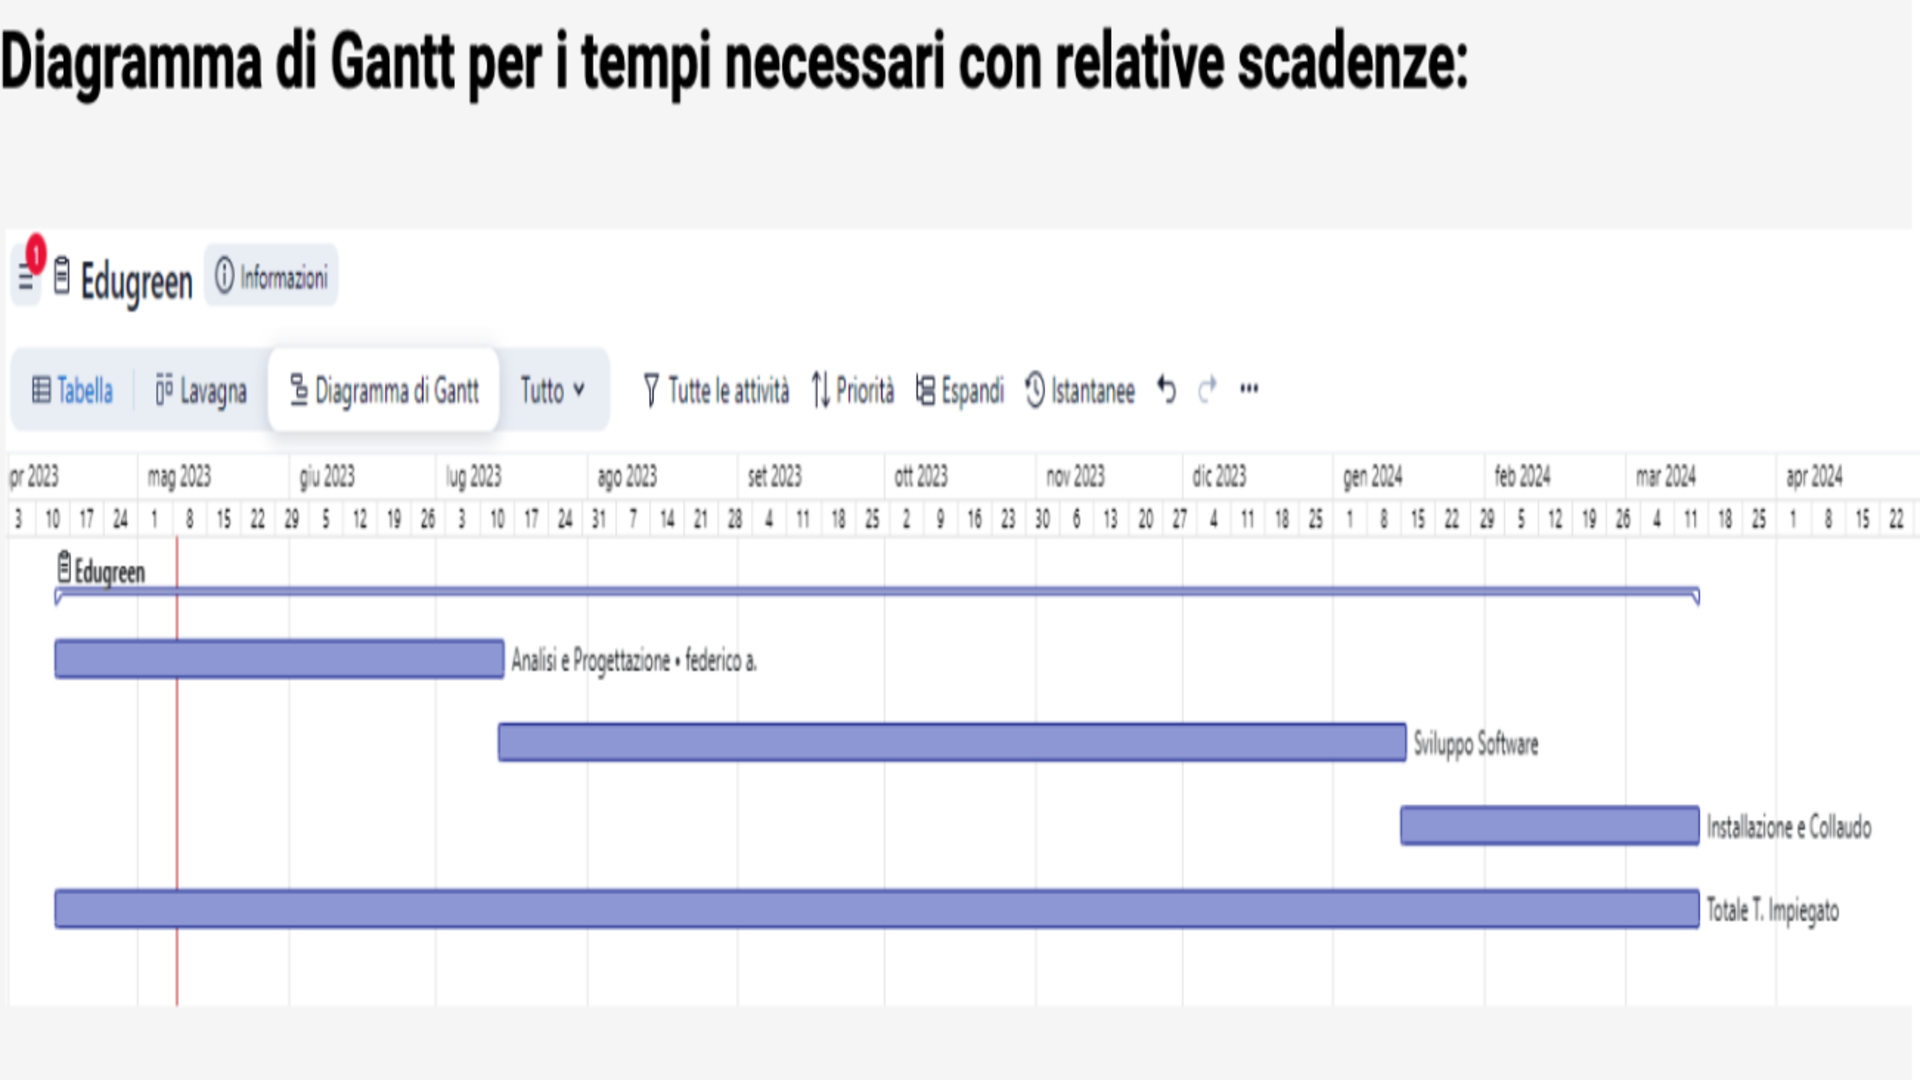 Diagramma di Gantt per i tempi necessari con relative scadenze:
1
Edugreen Informazioni
Tabella Lavagna Diagramma di Gantt Tutto Tutte le attività Priorità Espandi Istantanee
pr 2023 mag 2023 giu 2023 lug 2023 ago 2023 set 2023 ott 2023 nov 2023 dic 2023 gen 2024 feb 2024 mar 2024 apr 2024
3 10 17 24 1 8 15 22 29 5 12 19 26 3 10 17 24 31 7 14 21 28 4 11 18 25 2 9 16 23 30 6 13 20 27 4 11 18 25 1 8 15 22 29 5 12 19 26 4 11 18 25 1 8 15 22
Edugreen
Analisi e Progettazione • federico a.
Sviluppo Software
Installazione e Collaudo
Totale T. Impiegato